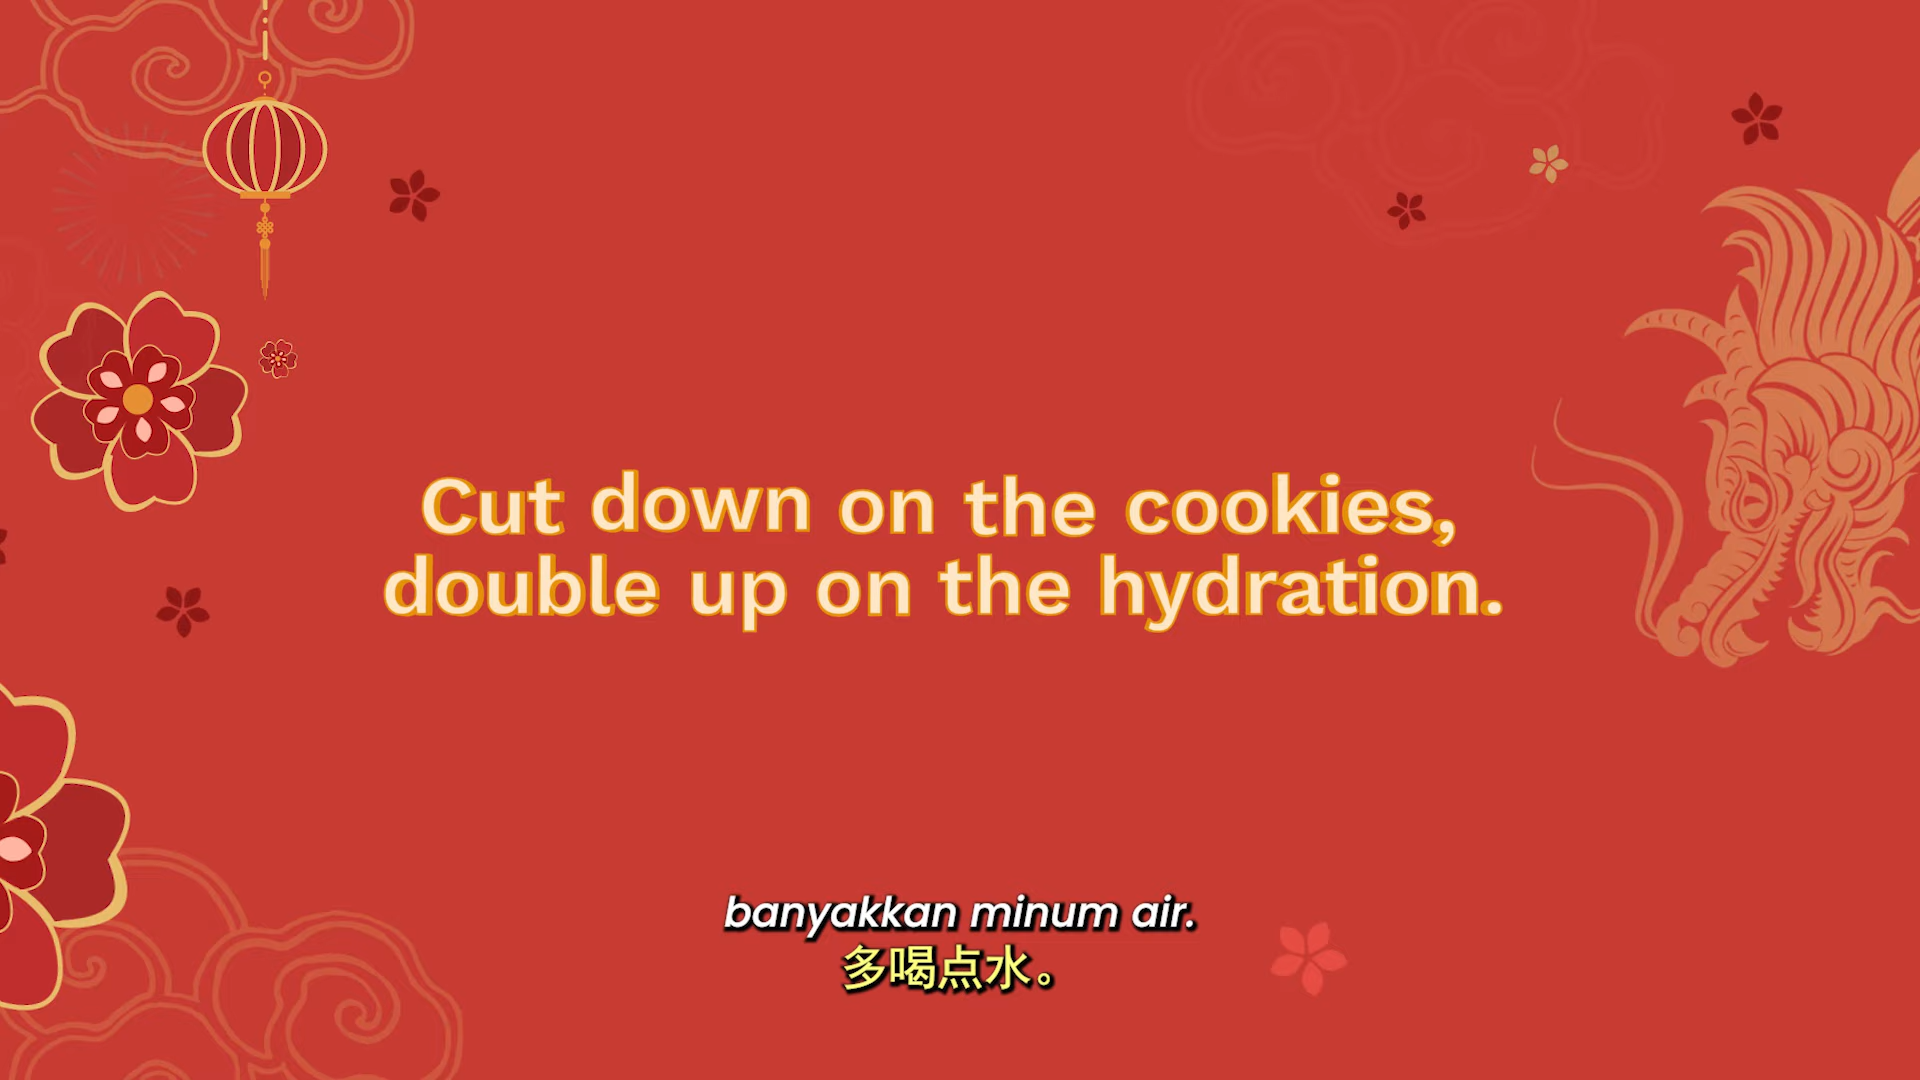 Cut down on the cookies,
double up on the hydration.
banyakkan minum air.
多喝点水。